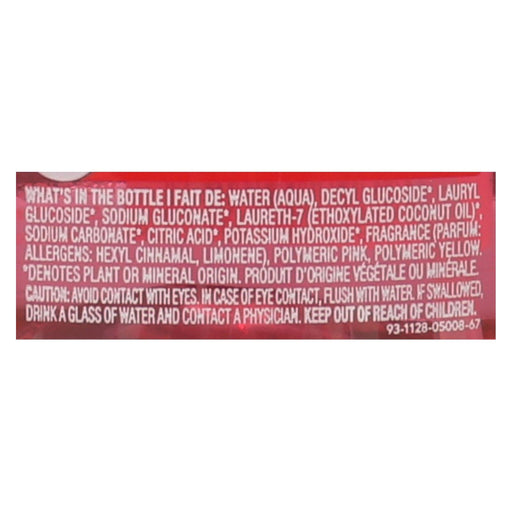 WHAT'S IN THE BOTTLE I FAIT DE: WATER (AQUA), DECYL GLUCOSIDE*, LAURYL
GLUCOSIDE*, SODIUM GLUCONATE*, LAURETH-7 (ETHOXYLATED COCONUT OIL)*,
SODIUM CARBONATE*, CITRIC ACID*, POTASSIUM HYDROXIDE*, FRAGRANCE (PARFUM:
ALLERGENS: HEXYL CINNAMAL, LIMONENE), POLYMERIC PINK, POLYMERIC YELLOW.
*DENOTES PLANT OR MINERAL ORIGIN. PRODUIT D'ORIGINE VÉGÉTALE OU MINÉRALE.
CAUTION: AVOID CONTACT WITH EYES. IN CASE OF EYE CONTACT, FLUSH WITH WATER. IF SWALLOWED,
DRINK A GLASS OF WATER AND CONTACT A PHYSICIAN. KEEP OUT OF REACH OF CHILDREN.
93-1128-05008-67